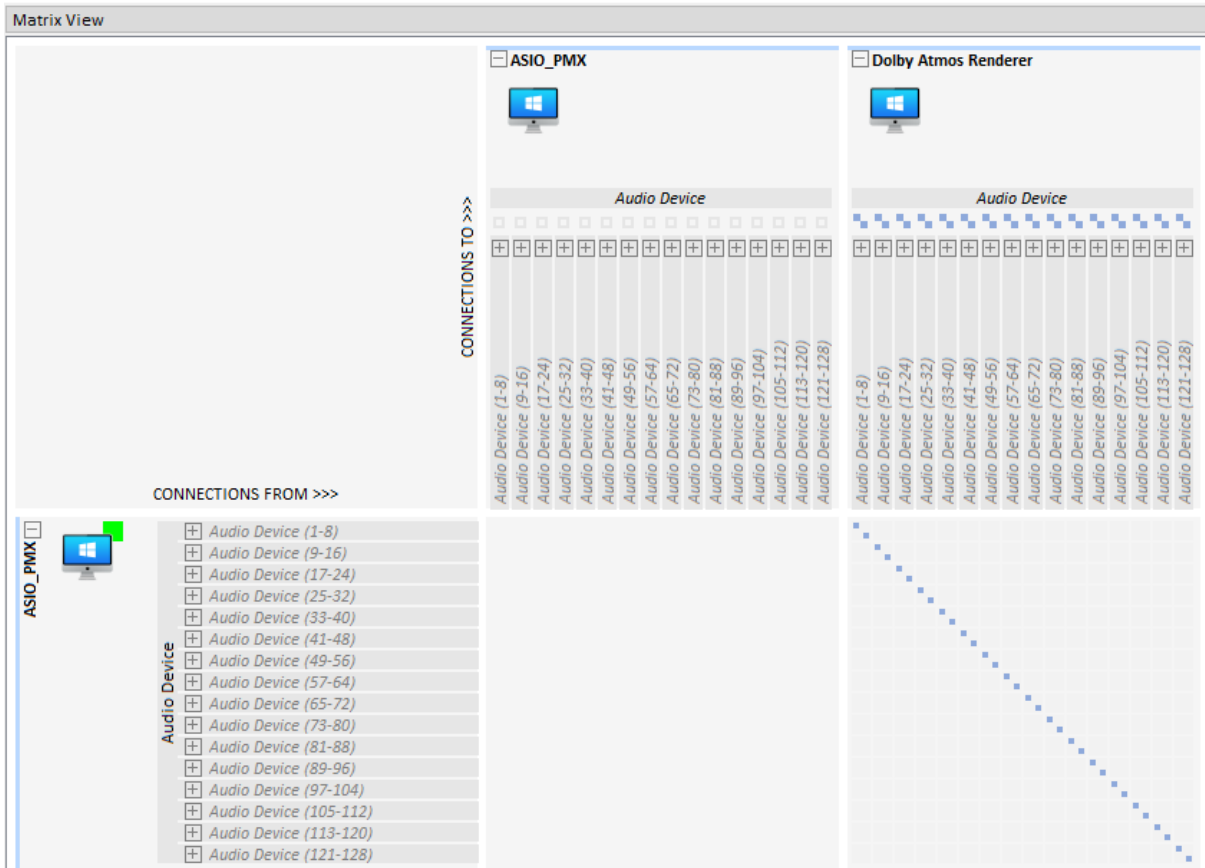 Matrix View
ASIO_PMX
Dolby Atmos Renderer
Audio Device
Audio Device
CONNECTIONS TO >>>
Audio Device (1-8)
Audio Device (9-16)
Audio Device (17-24)
Audio Device (25-32)
Audio Device (33-40)
Audio Device (41-48)
Audio Device (49-56)
Audio Device (57-64)
Audio Device (65-72)
Audio Device (73-80)
Audio Device (81-88)
Audio Device (89-96)
Audio Device (97-104)
Audio Device (105-112)
Audio Device (113-120)
Audio Device (121-128)
Audio Device (1-8)
Audio Device (9-16)
Audio Device (17-24)
Audio Device (25-32)
Audio Device (33-40)
Audio Device (41-48)
Audio Device (49-56)
Audio Device (57-64)
Audio Device (65-72)
Audio Device (73-80)
Audio Device (81-88)
Audio Device (89-96)
Audio Device (97-104)
Audio Device (105-112)
Audio Device (113-120)
Audio Device (121-128)
CONNECTIONS FROM >>>
ASIO_PMX
Audio Device
Audio Device (1-8)
Audio Device (9-16)
Audio Device (17-24)
Audio Device (25-32)
Audio Device (33-40)
Audio Device (41-48)
Audio Device (49-56)
Audio Device (57-64)
Audio Device (65-72)
Audio Device (73-80)
Audio Device (81-88)
Audio Device (89-96)
Audio Device (97-104)
Audio Device (105-112)
Audio Device (113-120)
Audio Device (121-128)